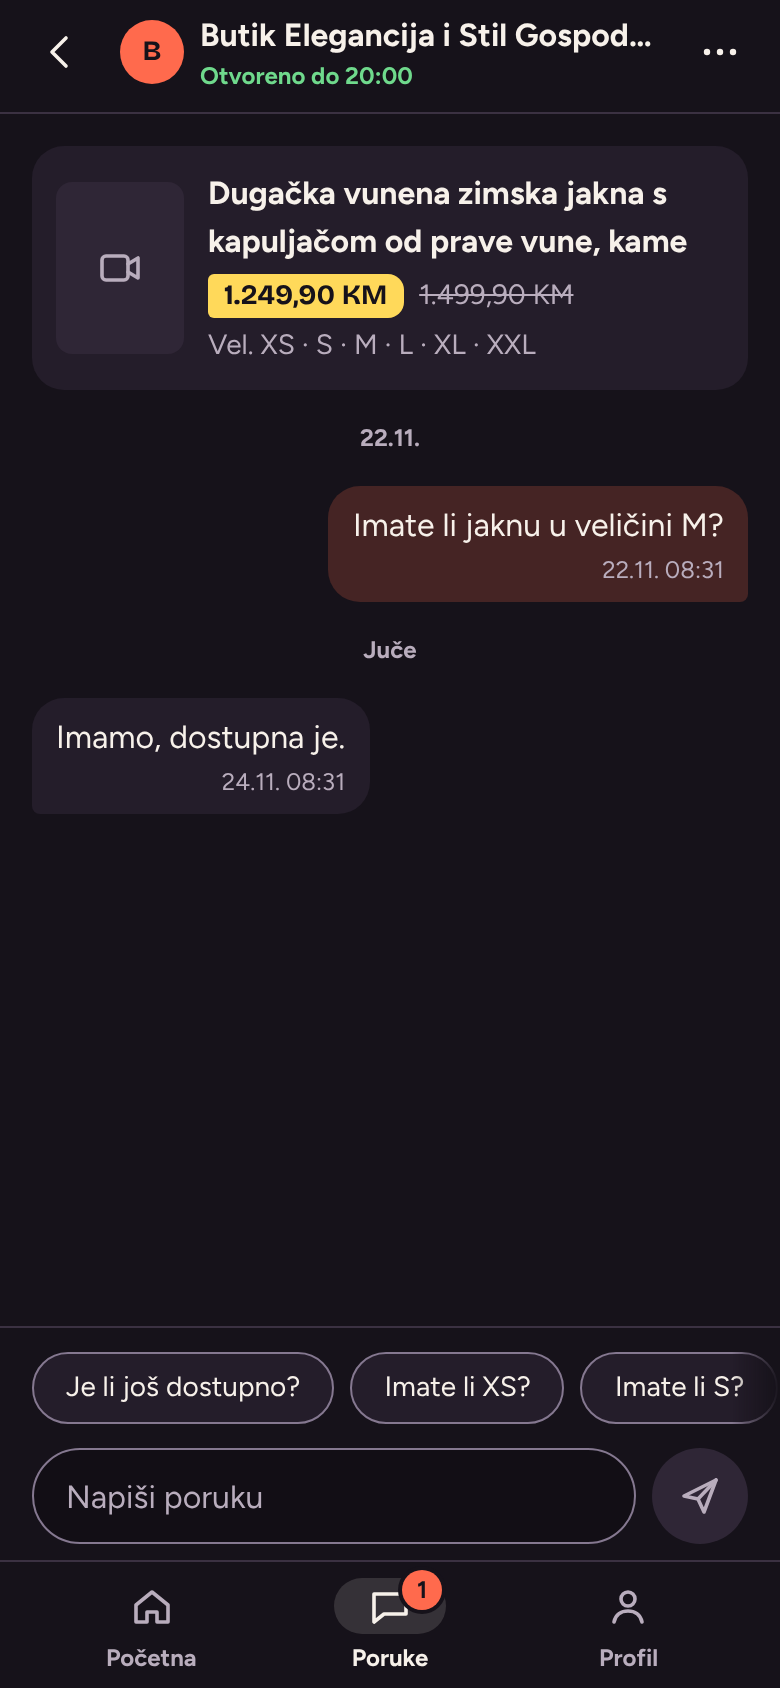 B
Butik Elegancija i Stil Gospod...
Otvoreno do 20:00
Dugačka vunena zimska jakna s
kapuljačom od prave vune, kame
1.249,90 KM 1.499,90 KM
Vel. XS · S · M · L · XL · XXL
22.11.
Imate li jaknu u veličini M?
22.11. 08:31
Juče
Imamo, dostupna je.
24.11. 08:31
Je li još dostupno? Imate li XS? Imate li S?
Napiši poruku
1
Početna Poruke Profil